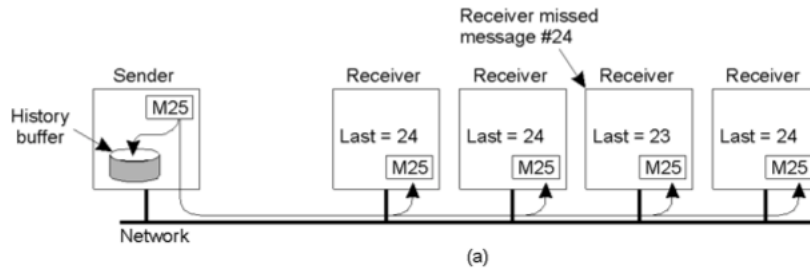 Receiver missed
message #24
Sender
Receiver
Receiver
Receiver
Receiver
History
buffer
M25
Last = 24
Last = 24
Last = 23
Last = 24
M25
M25
M25
M25
Network
(a)